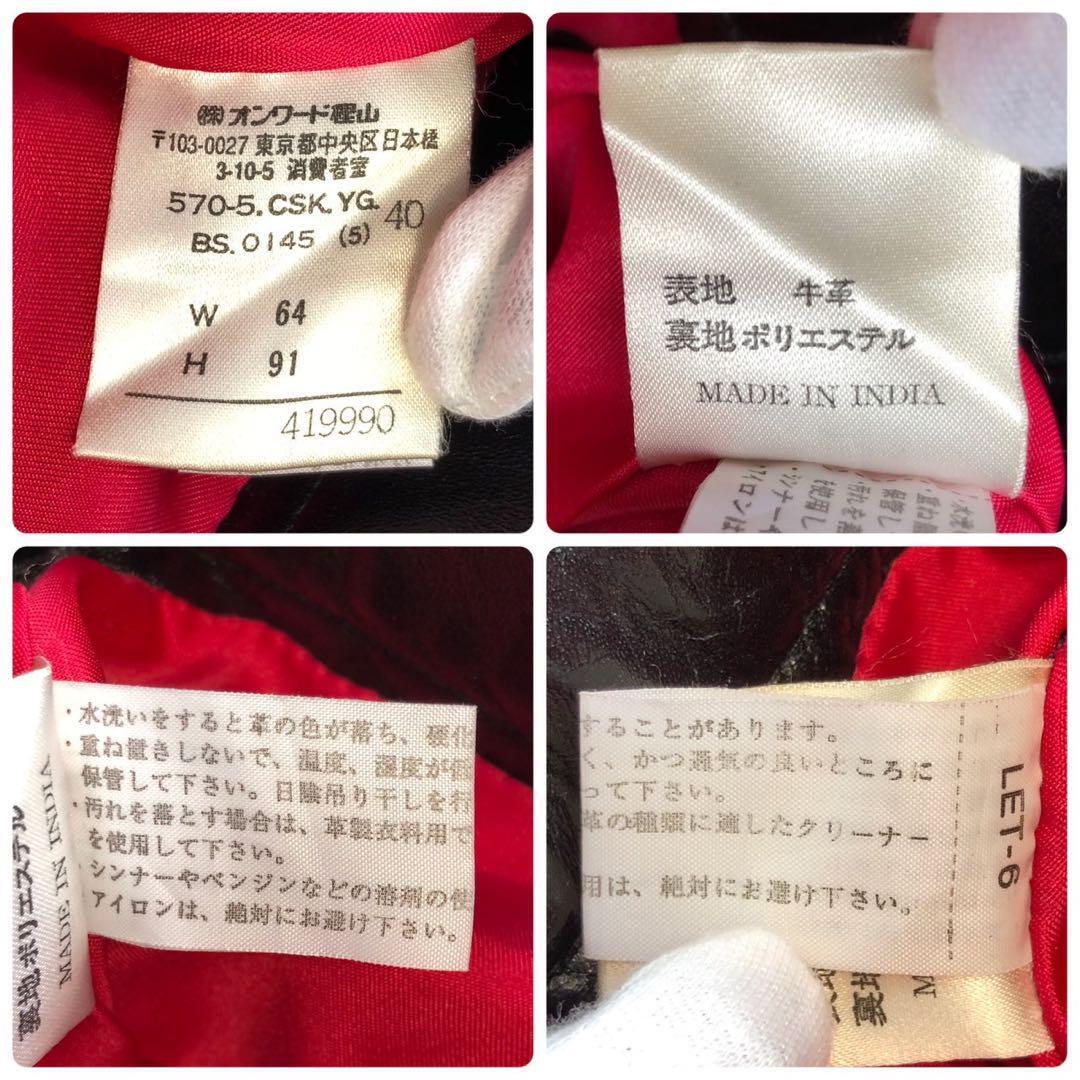 ㈱オンワード樫山
〒103-0027 東京都中央区日本橋
3-10-5 消費者室
570-5.CSK.YG.
40
BS.0145 (5)
W 64
H 91
419990
表地 牛革
裏地 ポリエステル
MADE IN INDIA
・水洗いをすると革の色が落ち、硬化
・重ね置きしないで、温度、湿度が低
保管して下さい。日陰吊り干しを行
・汚れを落とす場合は、革製衣料用で
を使用して下さい。
・シンナーやベンジンなどの溶剤の使
・アイロンは、絶対にお避け下さい。
裏地 ポリエステル
MADE IN INDIA
することがあります。
く、かつ通気の良いところに
って下さい。
革の種類に適したクリーナー
用は、絶対にお避け下さい。
LET-6
裏地
M